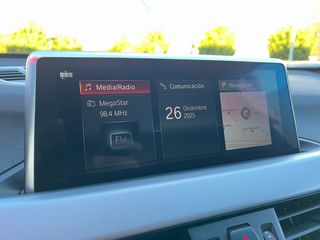 Media/Radio
MegaStar
98.4 MHz
FM
Comunicación
26 Diciembre
2025
Navegación